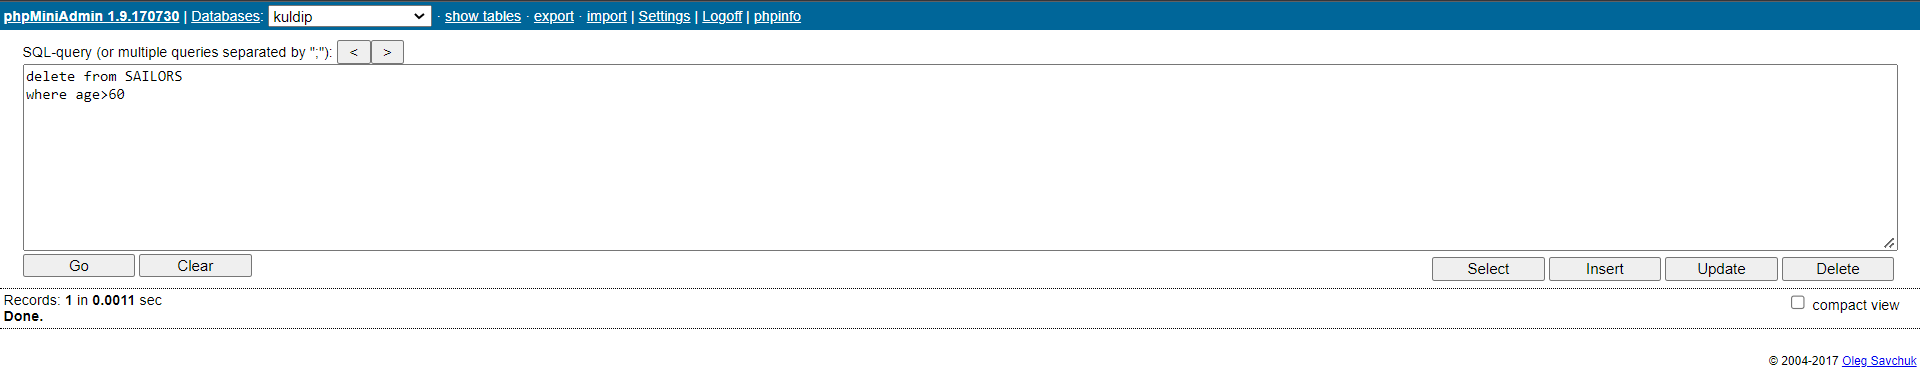 phpMiniAdmin 1.9.170730 | Databases: kuldip · show tables · export · import | Settings | Logoff | phpinfo
SQL-query (or multiple queries separated by ";"): < >
delete from SAILORS
where age>60
Go Clear Select Insert Update Delete
Records: 1 in 0.0011 sec compact view
Done.
© 2004-2017 Oleg Savchuk